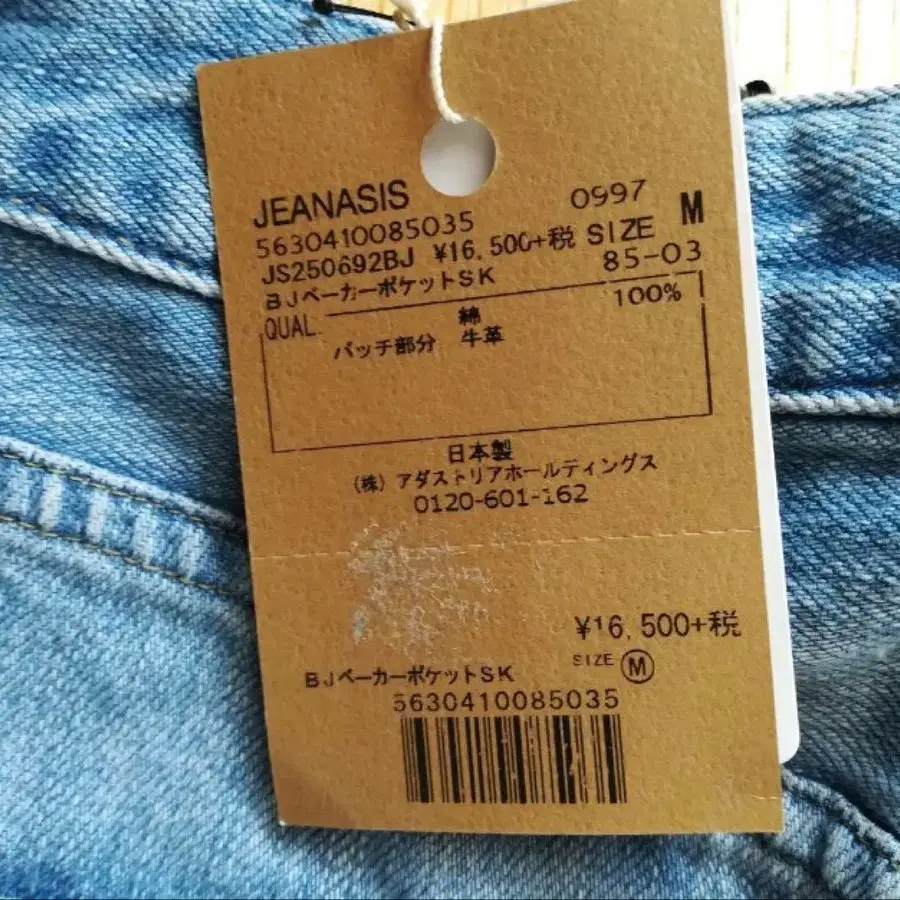 JEANASIS 0997
5630410085035
JS250692BJ ¥16,500+税 SIZE M
BJベーカーポケットSK 85-03
QUAL. 綿 100%
パッチ部分 牛革
日本製
(株) アダストリアホールディングス
0120-601-162
¥16,500+税
SIZE M
BJベーカーポケットSK
5630410085035